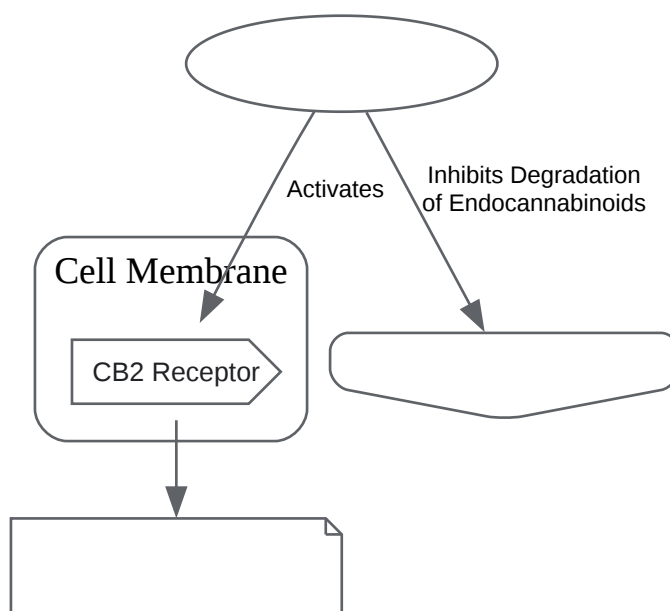 Activates
Inhibits Degradation
of Endocannabinoids
Cell Membrane
CB2 Receptor